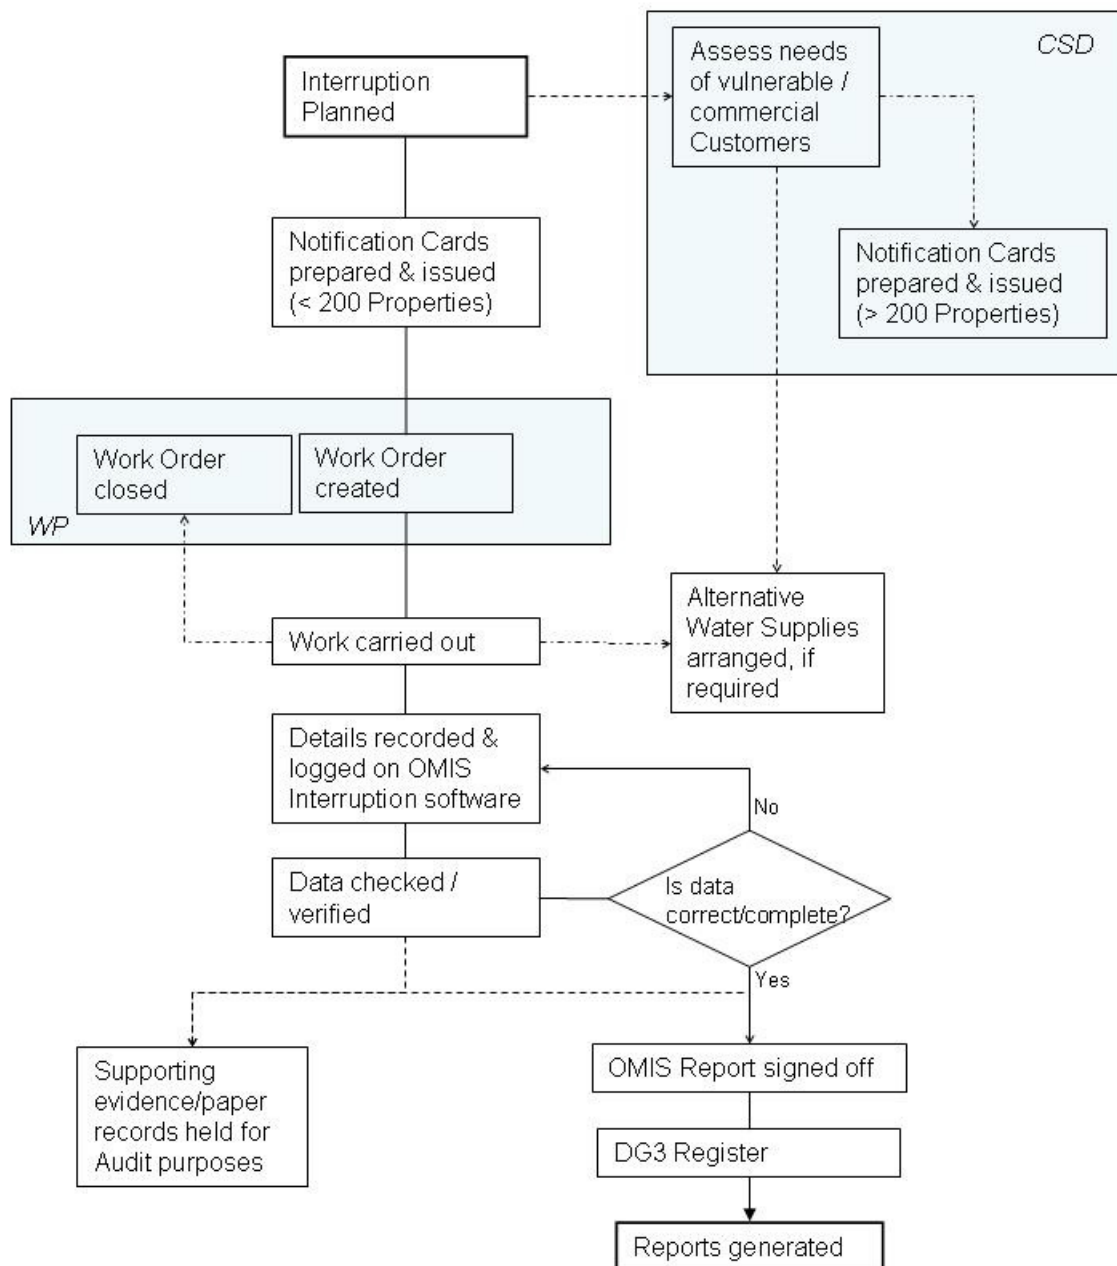 Interruption
Planned
Assess needs
of vulnerable /
commercial
Customers
CSD
Notification Cards
prepared & issued
(< 200 Properties)
Notification Cards
prepared & issued
(> 200 Properties)
Work Order
closed
Work Order
created
WP
Work carried out
Alternative
Water Supplies
arranged, if
required
Details recorded &
logged on OMIS
Interruption software
No
Data checked /
verified
Is data
correct/complete?
Yes
Supporting
evidence/paper
records held for
Audit purposes
OMIS Report signed off
DG3 Register
Reports generated